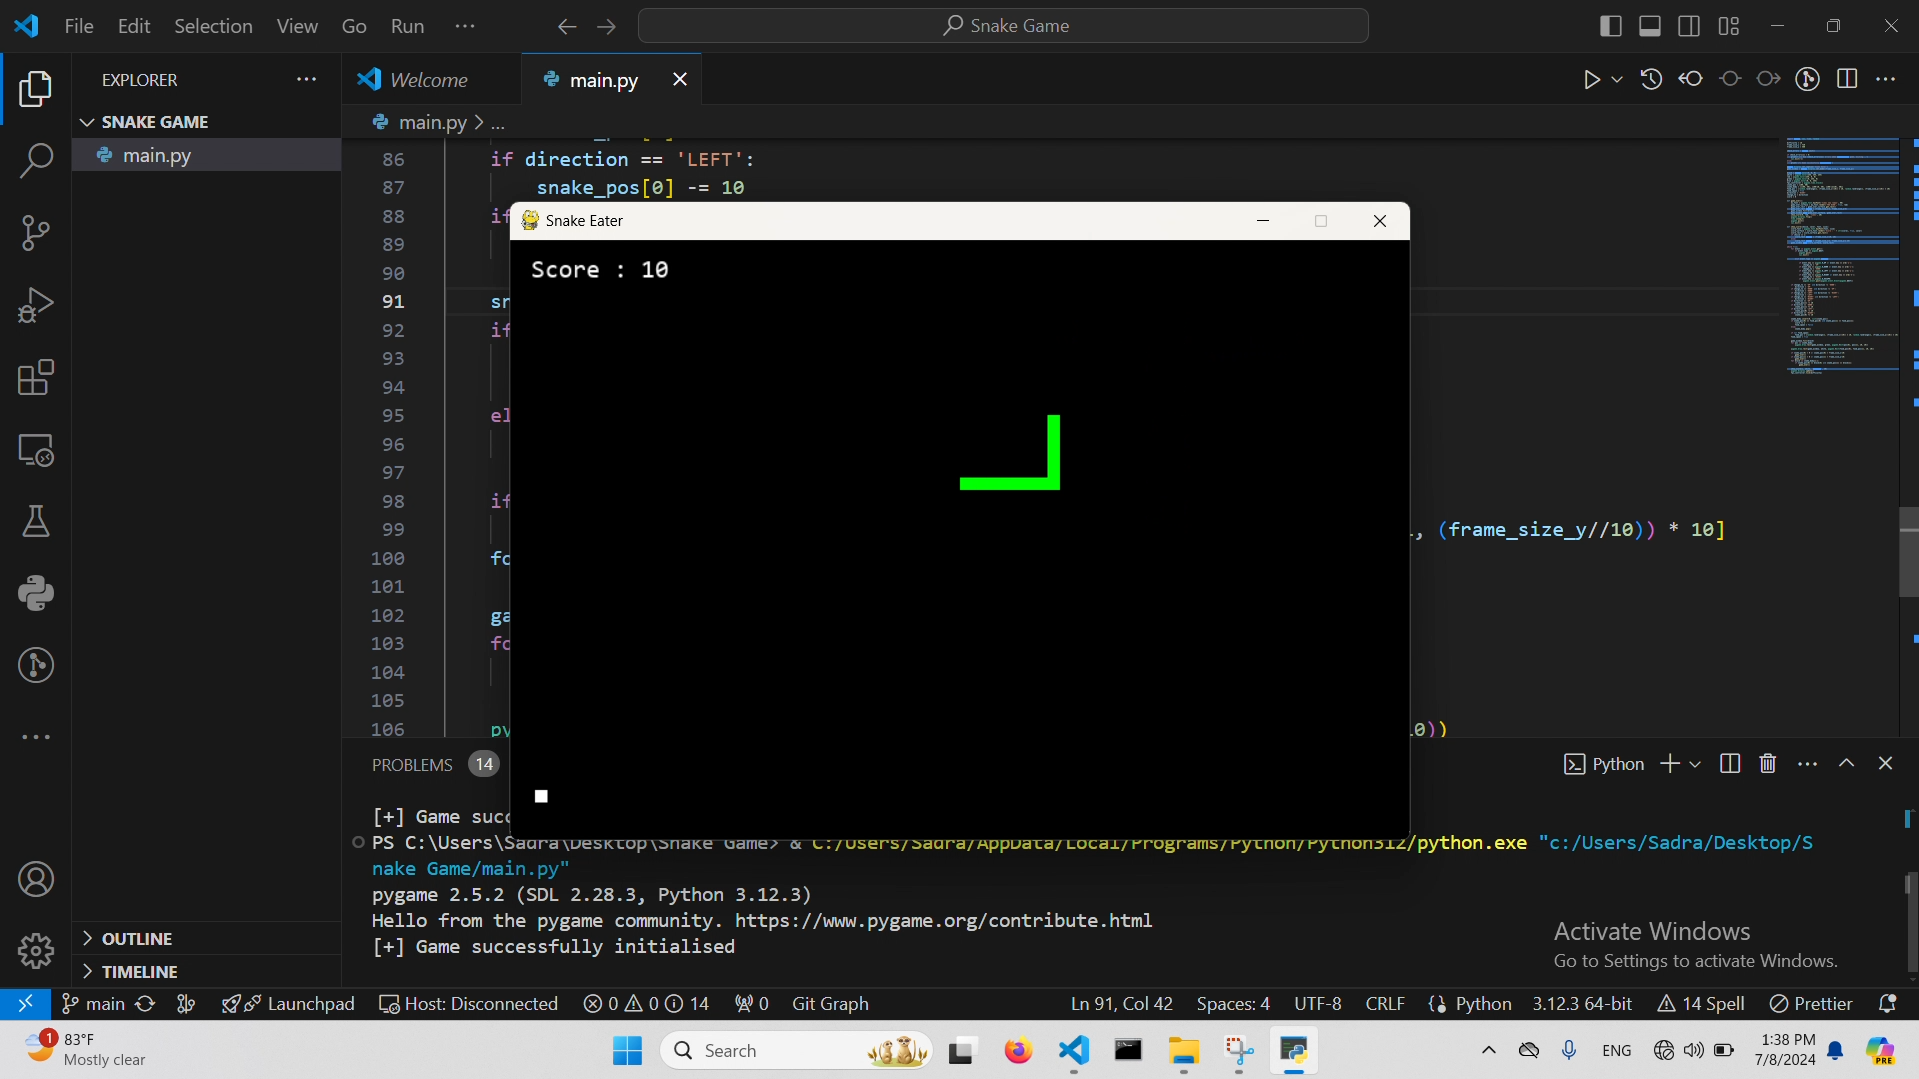 File Edit Selection View Go Run ...
Snake Game
EXPLORER
SNAKE GAME
main.py
OUTLINE
TIMELINE
Welcome
main.py
main.py > ...
86 if direction == 'LEFT':
87 snake_pos[0] -= 10
88 if
89
90
91
92 if
93
94
95
96
97
98 if
99 , (frame_size_y//10)) * 10]
100
101
102
103
104
105
106 0))
Snake Eater
Score : 10
PROBLEMS 14
Python
[+] Game succ
PS C:\Users\Sadra\Desktop\Snake Game> & C:/Users/Sadra/AppData/Local/Programs/Python/Python312/python.exe "c:/Users/Sadra/Desktop/S
nake Game/main.py"
pygame 2.5.2 (SDL 2.28.3, Python 3.12.3)
Hello from the pygame community. https://www.pygame.org/contribute.html
[+] Game successfully initialised
Activate Windows
Go to Settings to activate Windows.
main Launchpad Host: Disconnected 0 0 14 0 Git Graph Ln 91, Col 42 Spaces: 4 UTF-8 CRLF Python 3.12.3 64-bit 14 Spell Prettier
1
83°F
Mostly clear
Search
PRE
ENG
1:38 PM
7/8/2024